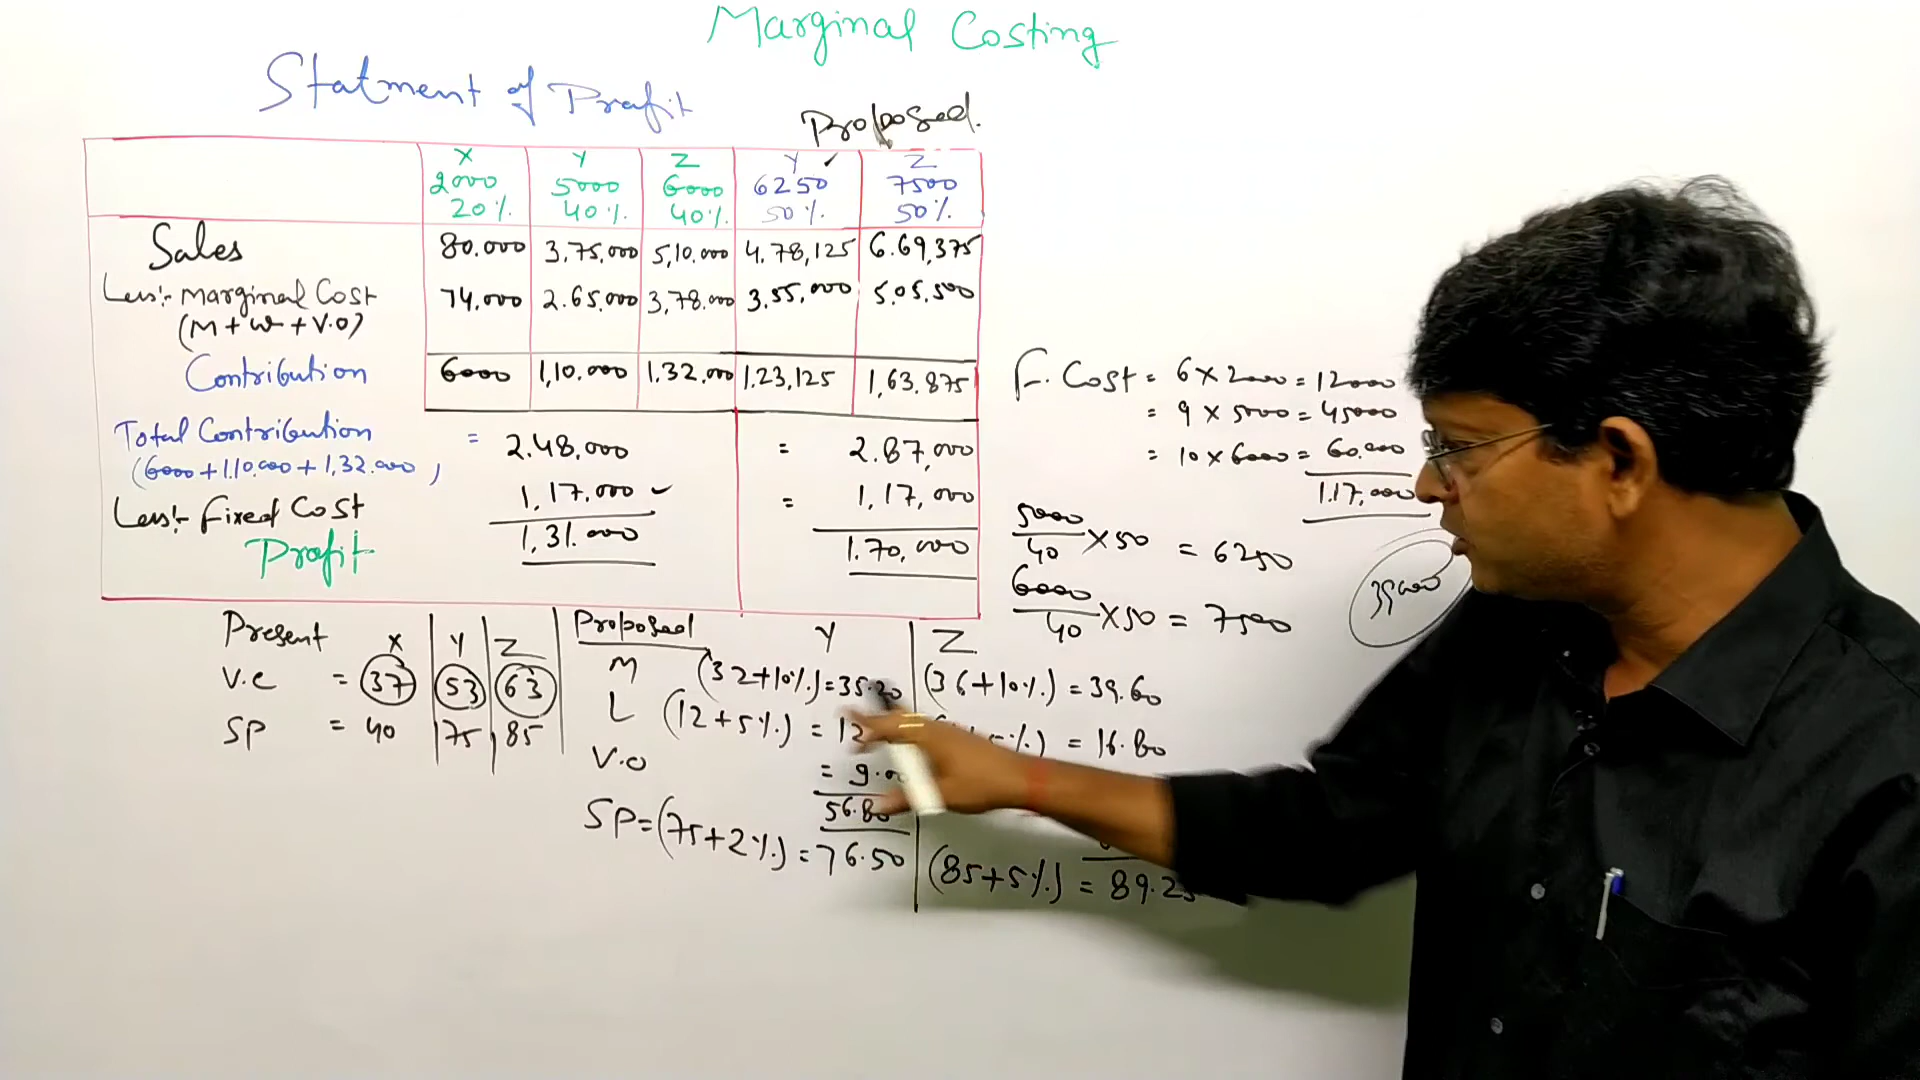 Marginal Costing
Statment of Profit
Proposed.
X Y Z Y ✓ Z
2000 5000 6000 6250 7500
20%. 40%. 40%. 50%. 50%.
Sales 80.000 3.75,000 5,10.000 4.78,125 6.69,375
Less:- Marginal Cost 74.000 2.65.000 3,78.000 3.55,000 5.05.500
(M+w+V.O)
Contribution 6000 1,10.000 1.32.000 1.23,125 1,63.875
Total Contribution = 2.48,000 = 2.87,000
(6000+1.10.000+1,32.000)
Less:- Fixed Cost 1,17.000 ✓ = 1,17,000
Profit 1,31.000 1.70,000
F. Cost = 6 x 2000 = 12000
= 9 x 5000 = 45000
= 10 x 6000 = 60.000
1.17,000
5000/40 x 50 = 6250
6000/40 x 50 = 7500
39000
Present X Y Z
V.C = 37 53 63
SP = 40 75 85
Proposed Y Z
M (32+10%.) = 35.20 (36+10%.) = 39.60
L (12+5%.) = 12 %.) = 16.80
V.O = 9.00
56.80
SP = (75+2%.) = 76.50 (85+5%.) = 89.25